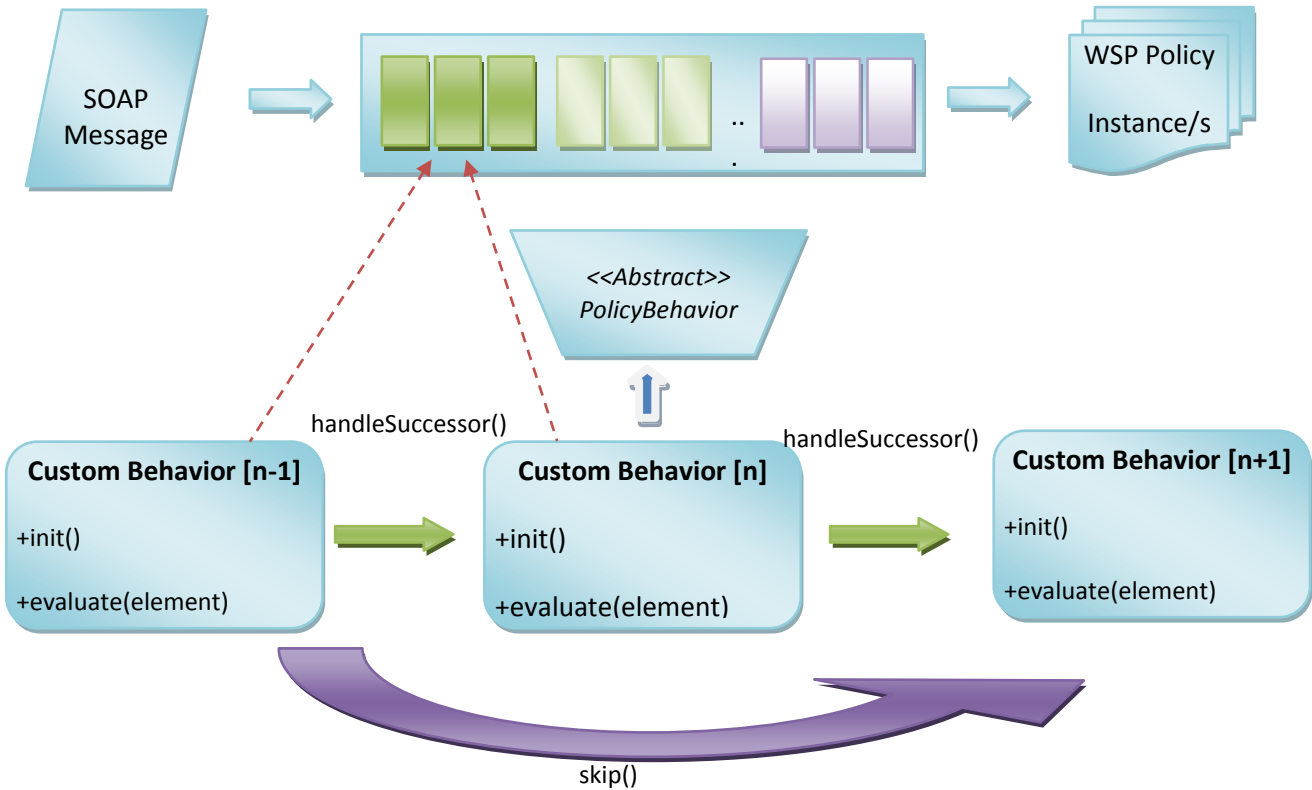 SOAP
Message
..
.
WSP Policy
Instance/s
<<Abstract>>
PolicyBehavior
handleSuccessor()
handleSuccessor()
Custom Behavior [n-1]
+init()
+evaluate(element)
Custom Behavior [n]
+init()
+evaluate(element)
Custom Behavior [n+1]
+init()
+evaluate(element)
skip()